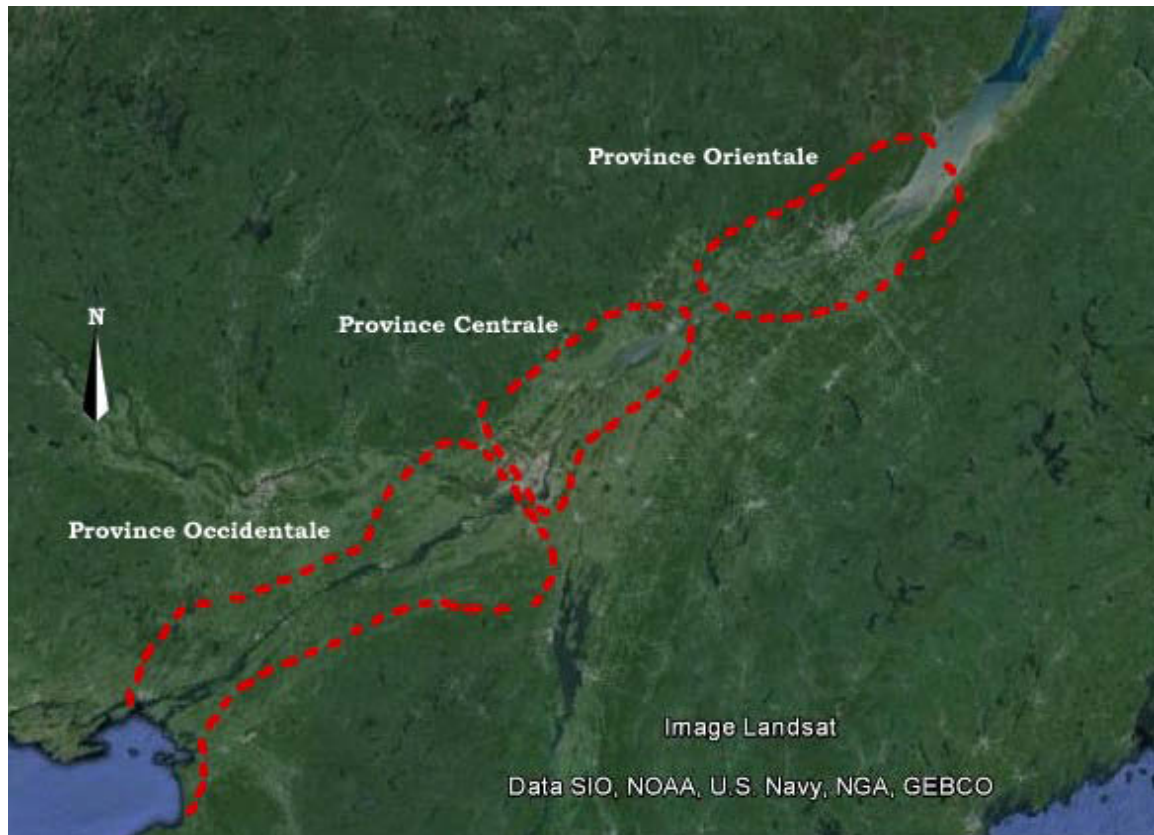 Province Orientale
Province Centrale
N
Province Occidentale
Image Landsat
Data SIO, NOAA, U.S. Navy, NGA, GEBCO